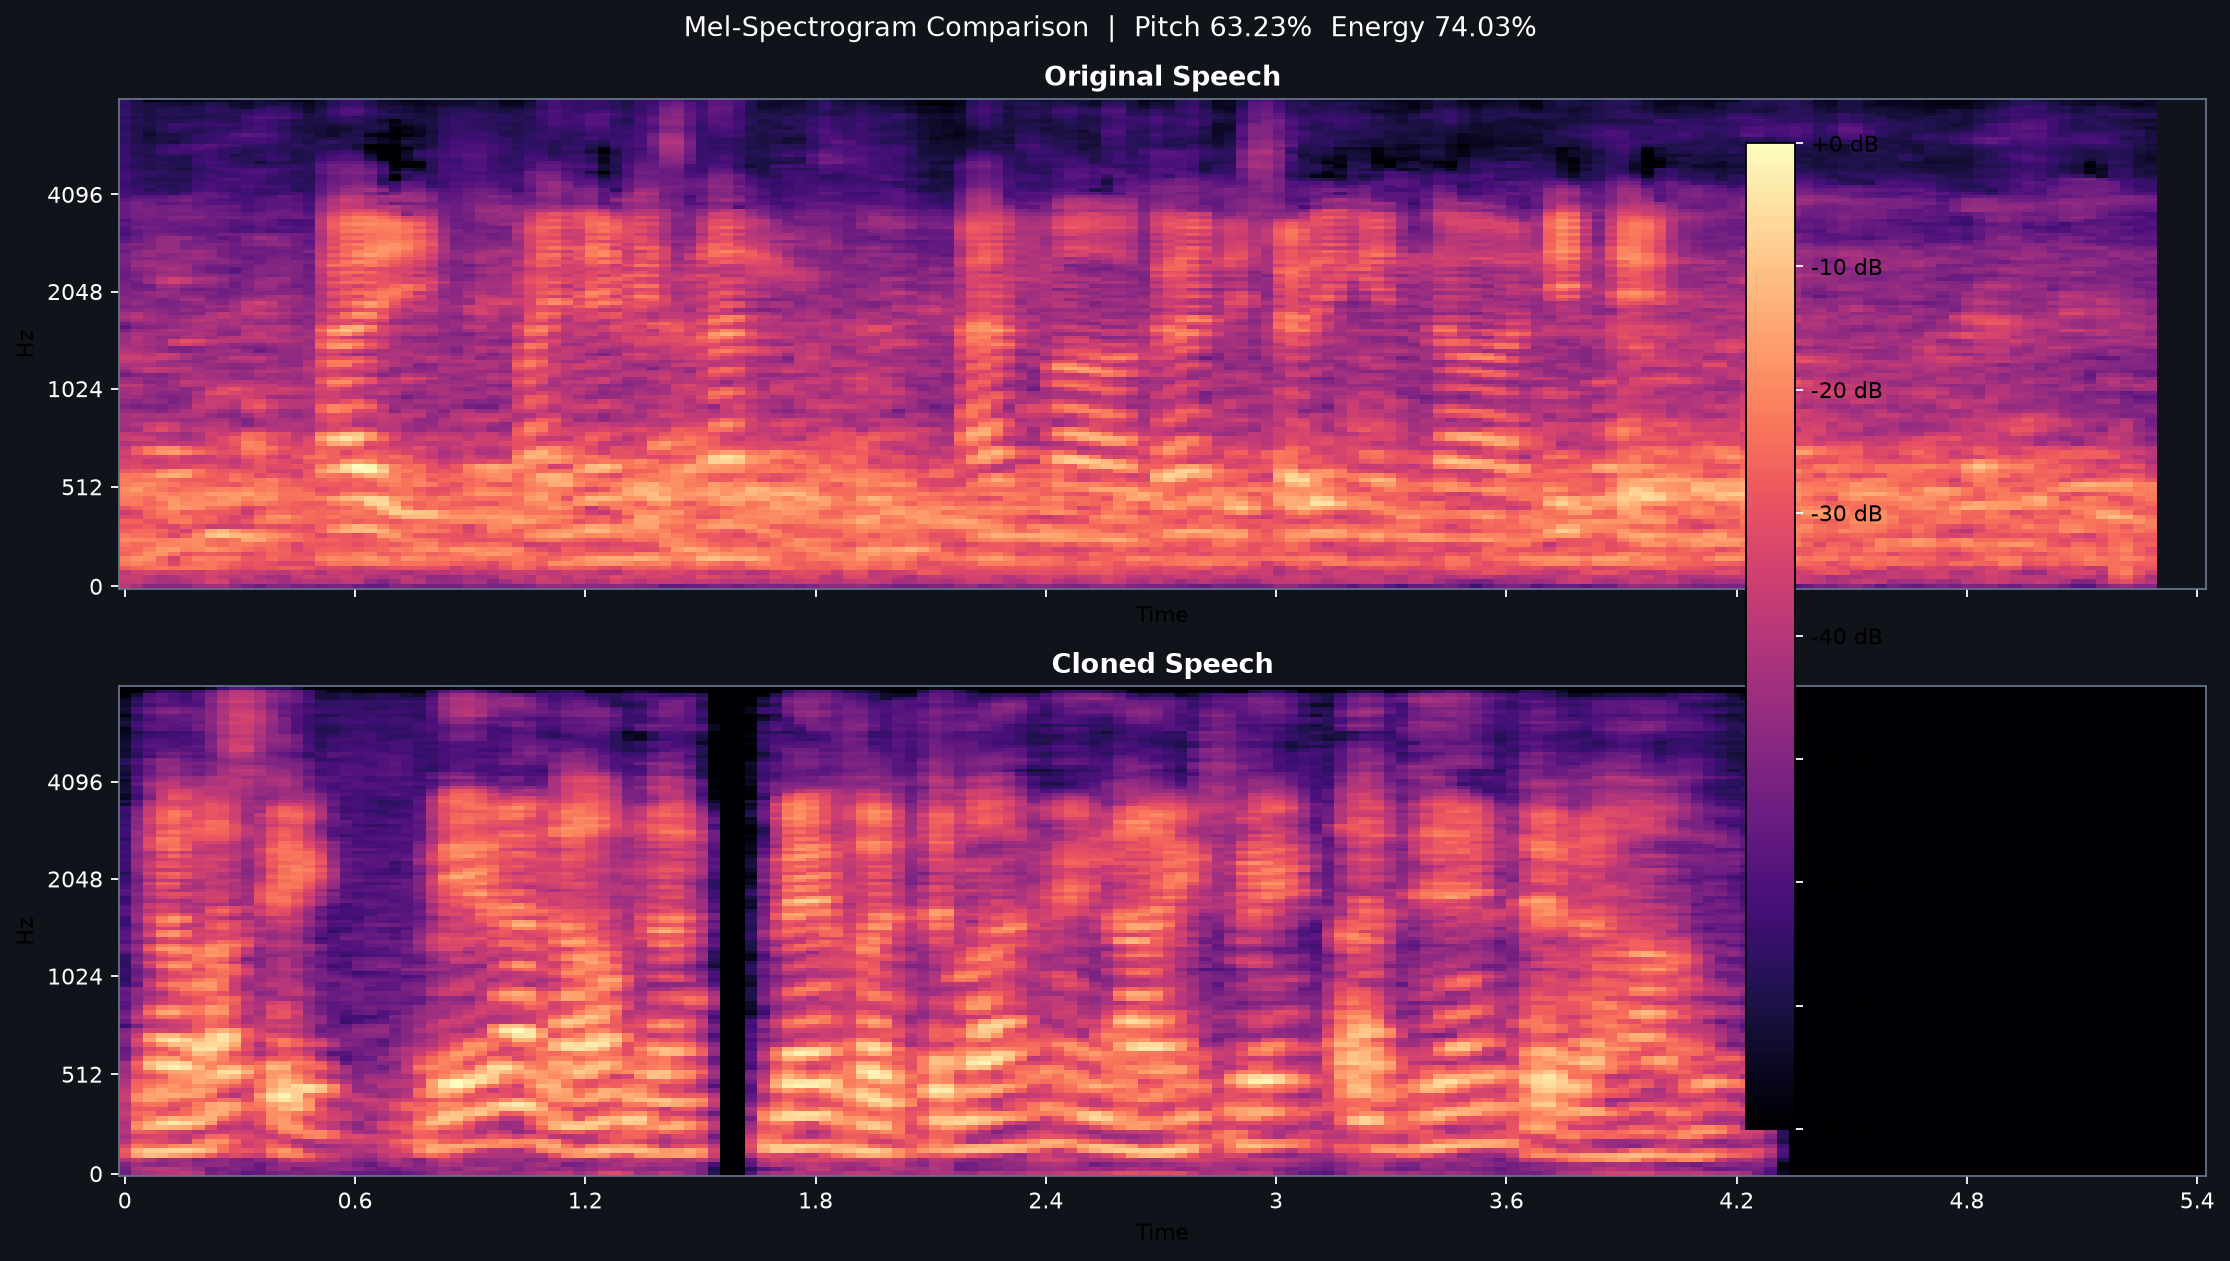 Mel-Spectrogram Comparison | Pitch 63.23% Energy 74.03%
Original Speech
+0 dB
4096
-10 dB
2048
Hz
1024
-20 dB
512
-30 dB
0
Time
-40 dB
Cloned Speech
4096
2048
Hz
1024
512
0
0 0.6 1.2 1.8 2.4 3 3.6 4.2 4.8 5.4
Time